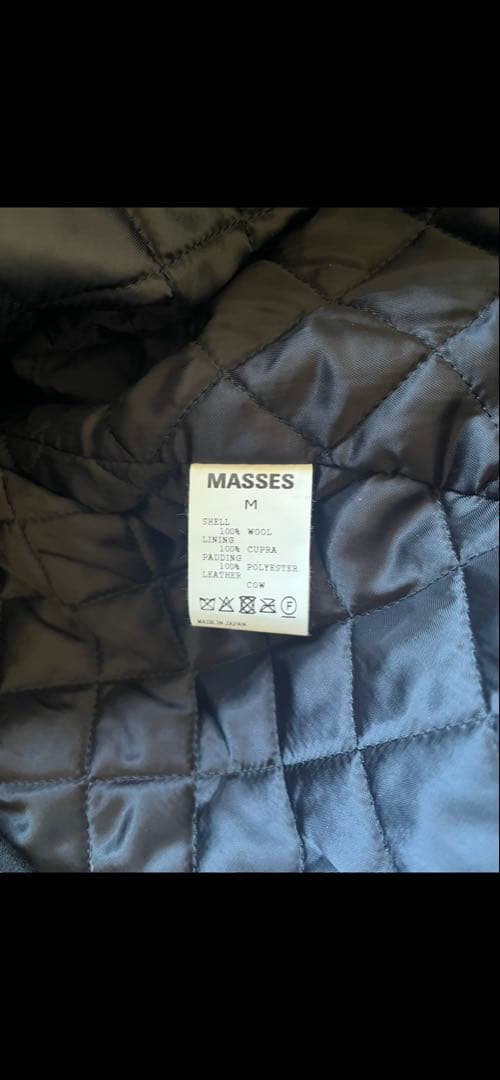 MASSES
M
SHELL
100% WOOL
LINING
100% CUPRA
PADDING
100% POLYESTER
LEATHER
COW
F
MADE IN JAPAN